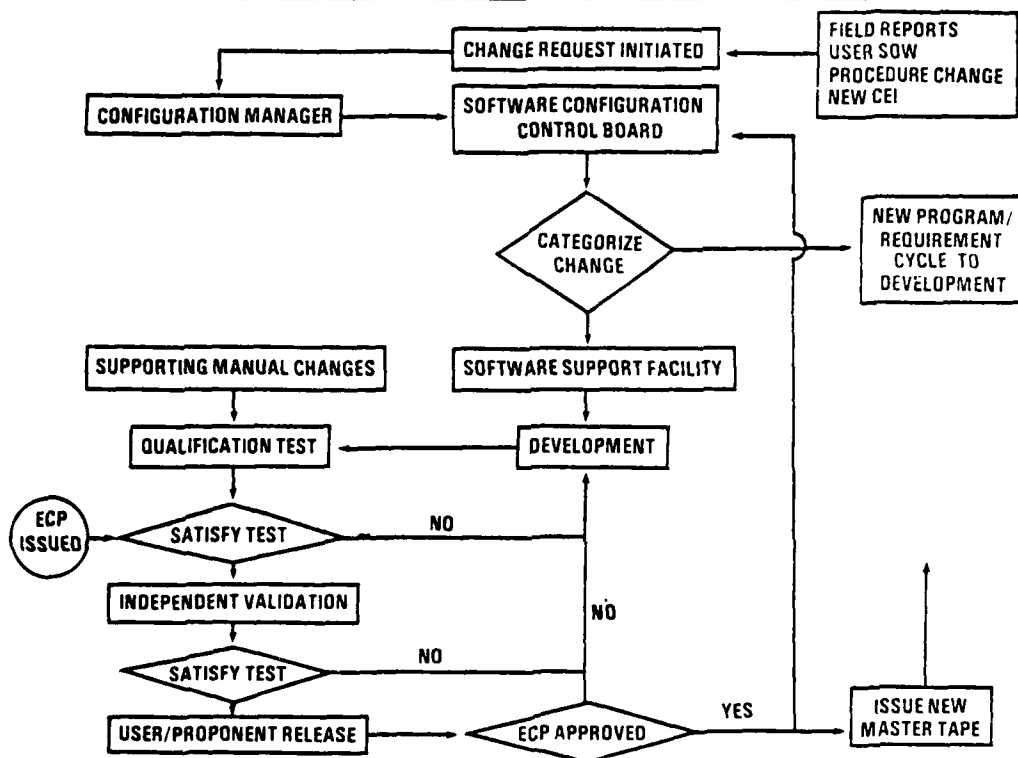 CHANGE REQUEST INITIATED
FIELD REPORTS
USER SOW
PROCEDURE CHANGE
NEW CEI
CONFIGURATION MANAGER
SOFTWARE CONFIGURATION
CONTROL BOARD
CATEGORIZE
CHANGE
NEW PROGRAM/
REQUIREMENT
CYCLE TO
DEVELOPMENT
SUPPORTING MANUAL CHANGES
SOFTWARE SUPPORT FACILITY
QUALIFICATION TEST
DEVELOPMENT
ECP
ISSUED
SATISFY TEST
NO
INDEPENDENT VALIDATION
NO
SATISFY TEST
NO
USER/PROPONENT RELEASE
ECP APPROVED
YES
ISSUE NEW
MASTER TAPE